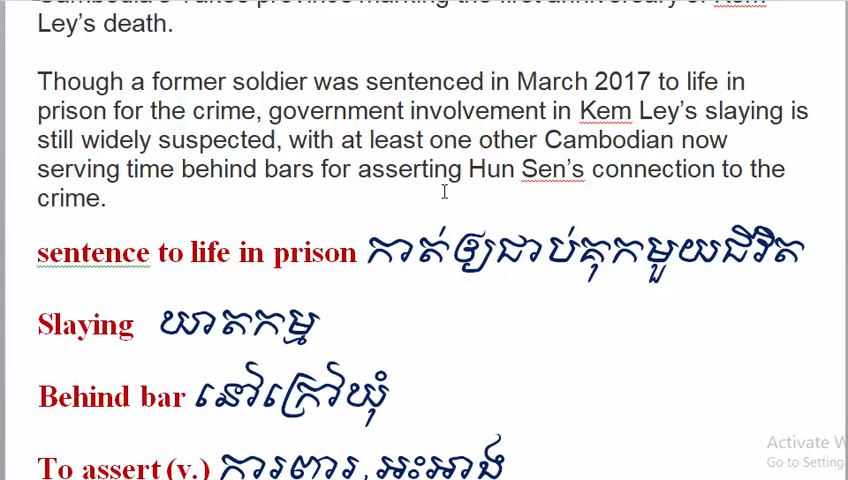 Ley's death.
Though a former soldier was sentenced in March 2017 to life in
prison for the crime, government involvement in Kem Ley's slaying is
still widely suspected, with at least one other Cambodian now
serving time behind bars for asserting Hun Sen's connection to the
crime.
sentence to life in prison កាត់ឲ្យជាប់គុកមួយជីវិត
Slaying ឃាតកម្ម
Behind bar នៅក្រៅឃុំ
To assert (v.) ការពារ, អះអាង
Activate W
Go to Setting